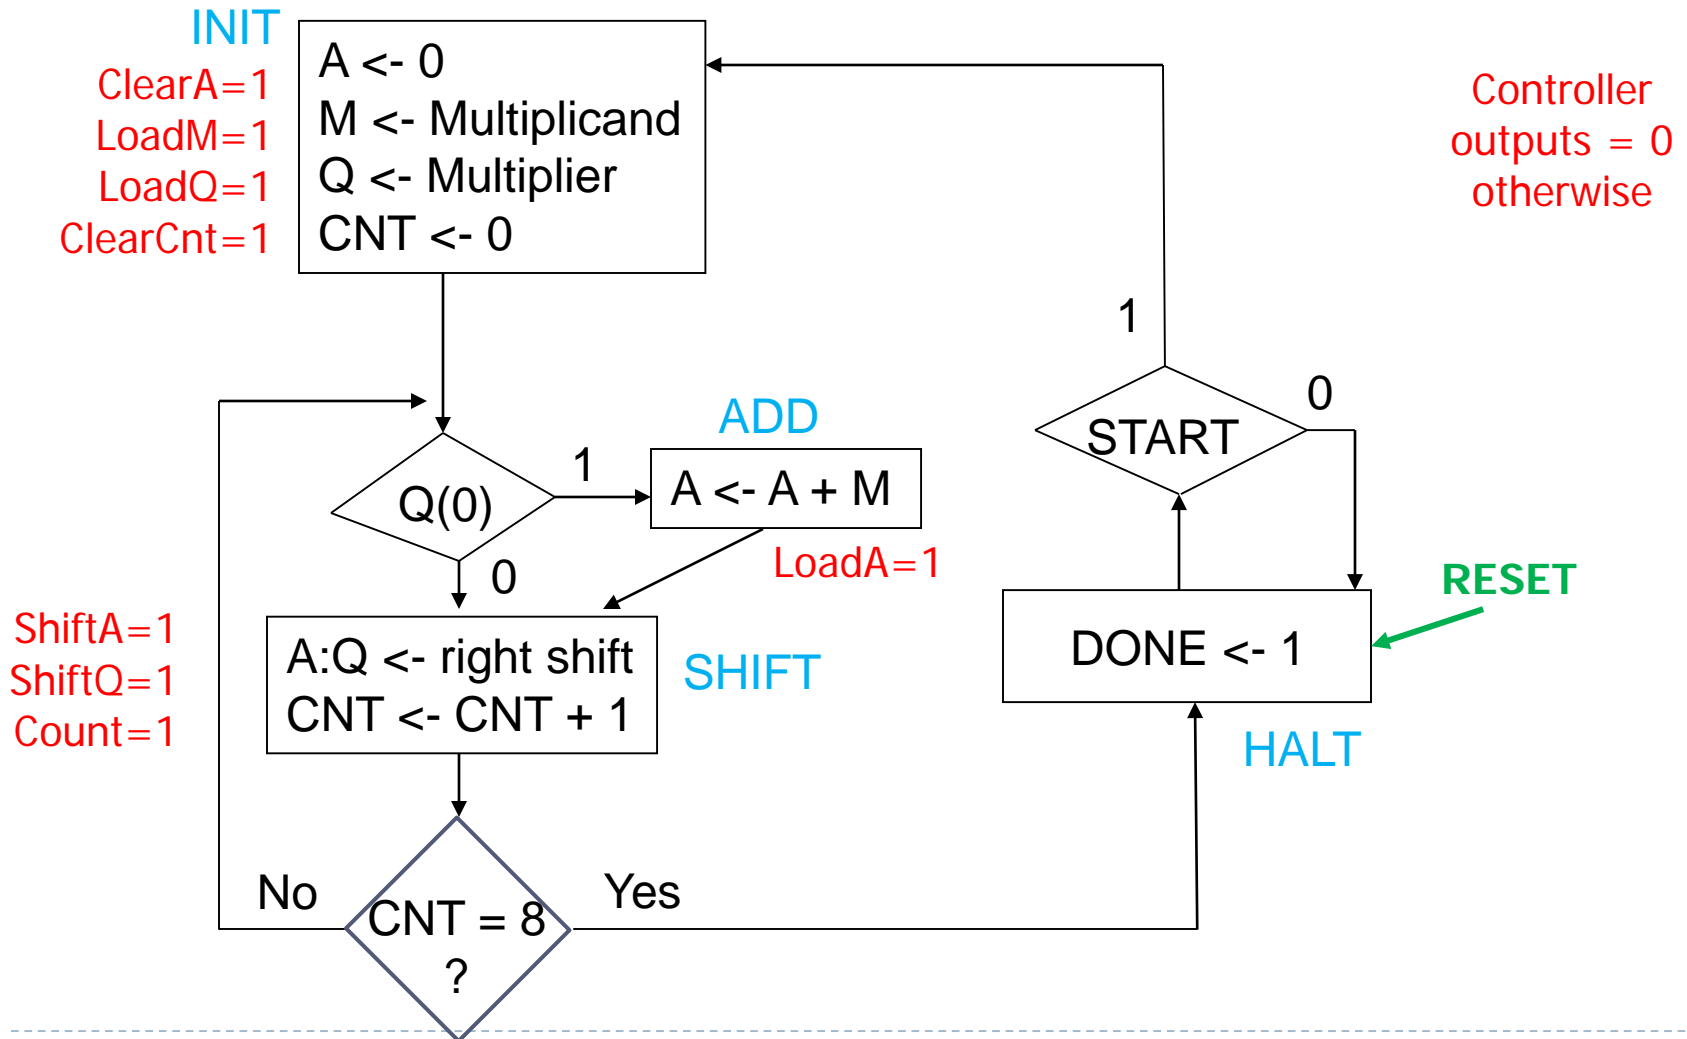 INIT
ClearA=1
LoadM=1
LoadQ=1
ClearCnt=1
A <- 0
M <- Multiplicand
Q <- Multiplier
CNT <- 0
Controller
outputs = 0
otherwise
1
0
START
ADD
1
Q(0)
A <- A + M
LoadA=1
0
RESET
ShiftA=1
ShiftQ=1
Count=1
A:Q <- right shift
CNT <- CNT + 1
SHIFT
DONE <- 1
HALT
No
Yes
CNT = 8
?